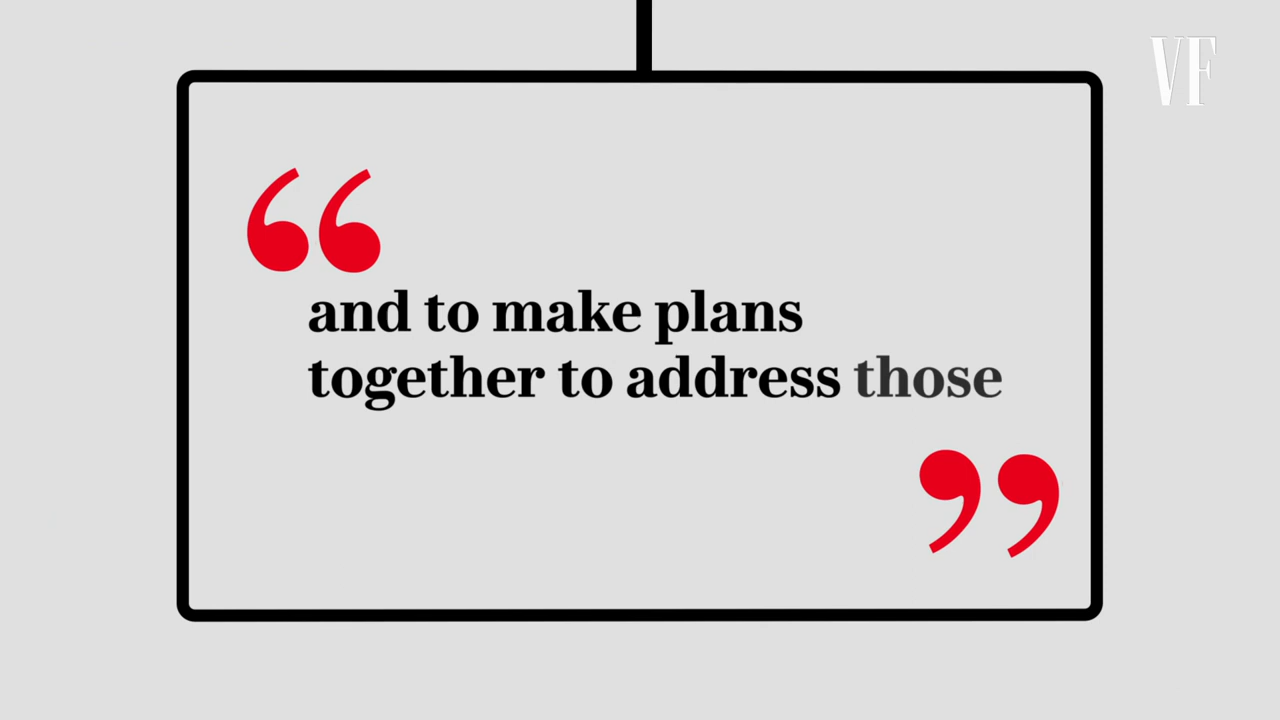 VF
“
and to make plans
together to address those
”